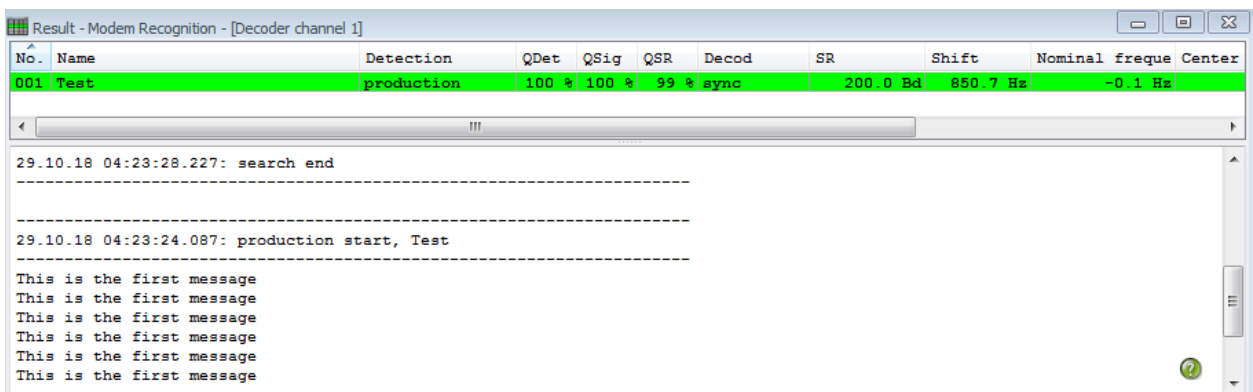 Result - Modem Recognition - [Decoder channel 1]
No. Name Detection QDet QSig QSR Decod SR Shift Nominal freque Center
001 Test production 100 % 100 % 99 % sync 200.0 Bd 850.7 Hz -0.1 Hz
29.10.18 04:23:28.227: search end
----------------------------------------------------------------------
----------------------------------------------------------------------
29.10.18 04:23:24.087: production start, Test
----------------------------------------------------------------------
This is the first message
This is the first message
This is the first message
This is the first message
This is the first message
This is the first message